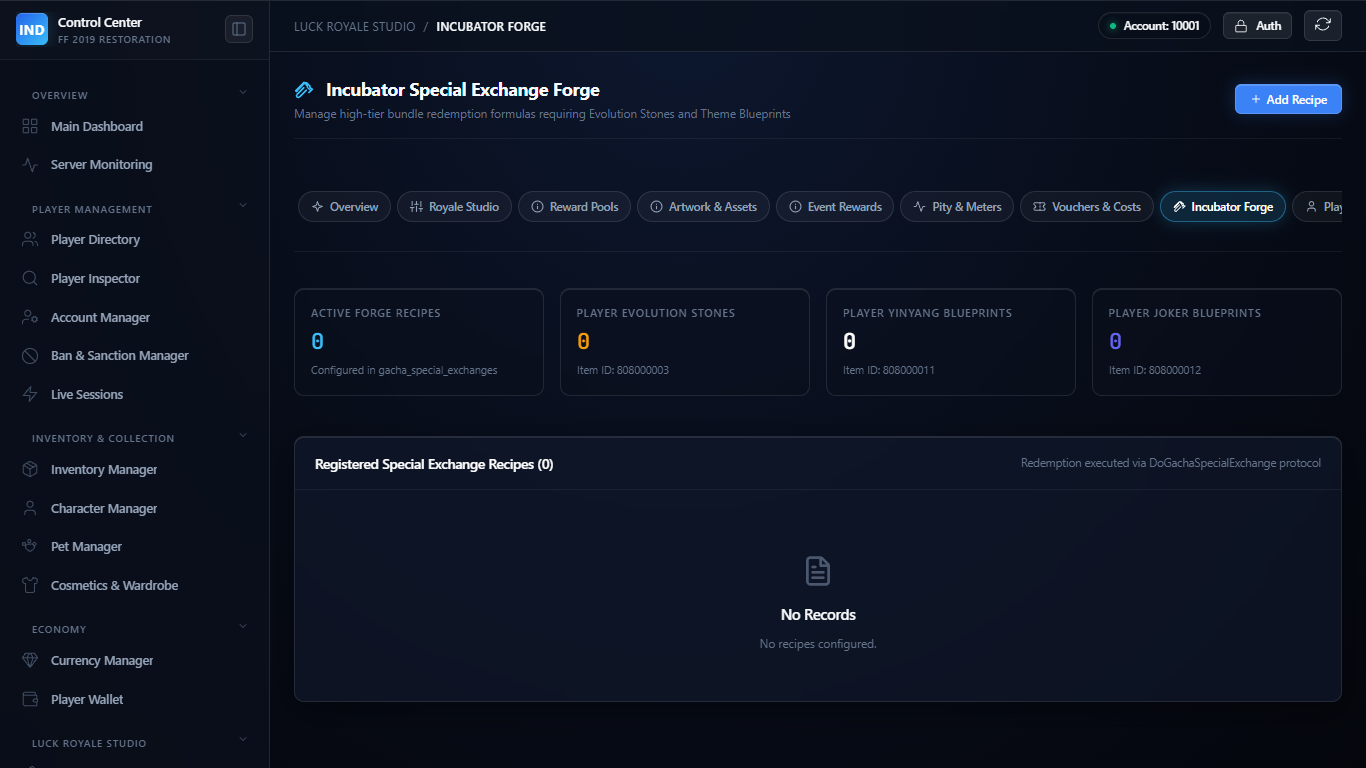 IND
Control Center
FF 2019 RESTORATION
LUCK ROYALE STUDIO / INCUBATOR FORGE
Account: 10001
Auth
OVERVIEW
Main Dashboard
Server Monitoring
PLAYER MANAGEMENT
Player Directory
Player Inspector
Account Manager
Ban & Sanction Manager
Live Sessions
INVENTORY & COLLECTION
Inventory Manager
Character Manager
Pet Manager
Cosmetics & Wardrobe
ECONOMY
Currency Manager
Player Wallet
LUCK ROYALE STUDIO
Incubator Special Exchange Forge
Manage high-tier bundle redemption formulas requiring Evolution Stones and Theme Blueprints
+ Add Recipe
Overview
Royale Studio
Reward Pools
Artwork & Assets
Event Rewards
Pity & Meters
Vouchers & Costs
Incubator Forge
Play
ACTIVE FORGE RECIPES
0
Configured in gacha_special_exchanges
PLAYER EVOLUTION STONES
0
Item ID: 808000003
PLAYER YINYANG BLUEPRINTS
0
Item ID: 808000011
PLAYER JOKER BLUEPRINTS
0
Item ID: 808000012
Registered Special Exchange Recipes (0)
Redemption executed via DoGachaSpecialExchange protocol
No Records
No recipes configured.